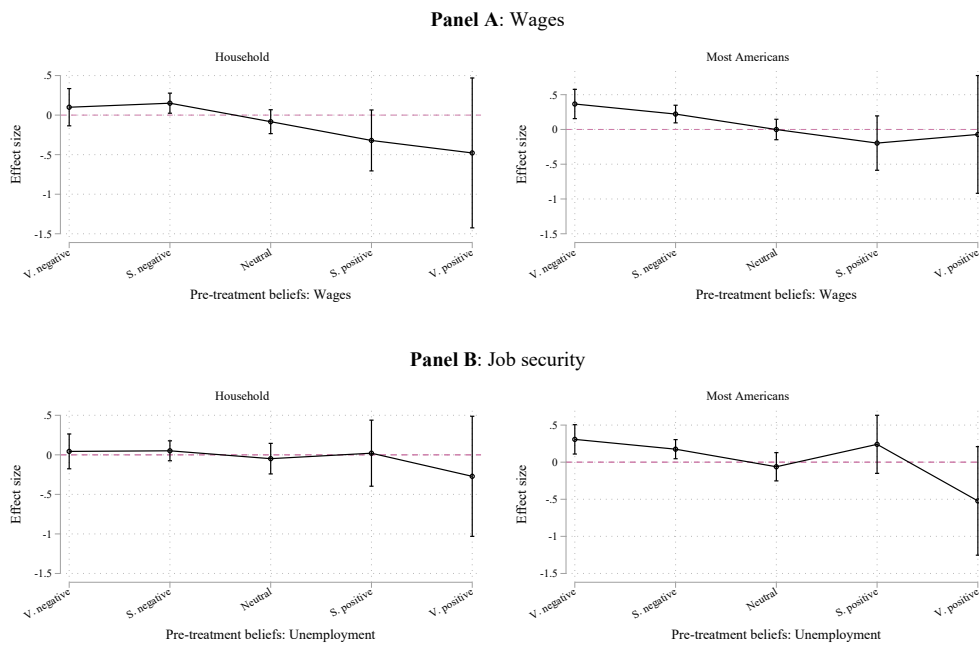 Panel A: Wages
Household
Most Americans
Effect size
.5
0
-.5
-1
-1.5
V. negative
S. negative
Neutral
S. positive
V. positive
Pre-treatment beliefs: Wages
Effect size
.5
0
-.5
-1
-1.5
V. negative
S. negative
Neutral
S. positive
V. positive
Pre-treatment beliefs: Wages
Panel B: Job security
Household
Most Americans
Effect size
.5
0
-.5
-1
-1.5
V. negative
S. negative
Neutral
S. positive
V. positive
Pre-treatment beliefs: Unemployment
Effect size
.5
0
-.5
-1
-1.5
V. negative
S. negative
Neutral
S. positive
V. positive
Pre-treatment beliefs: Unemployment